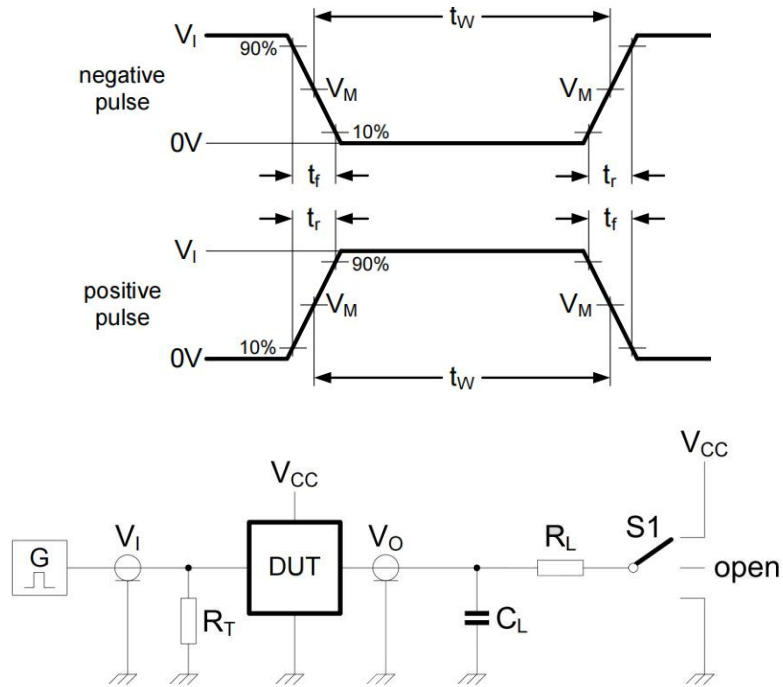 t_W
V_I
90%
negative
pulse
V_M
V_M
10%
0V
t_f
t_r
t_r
t_f
V_I
90%
positive
pulse
V_M
V_M
10%
0V
t_W
V_CC
V_CC
V_I
V_O
R_L
S1
G
DUT
open
R_T
C_L